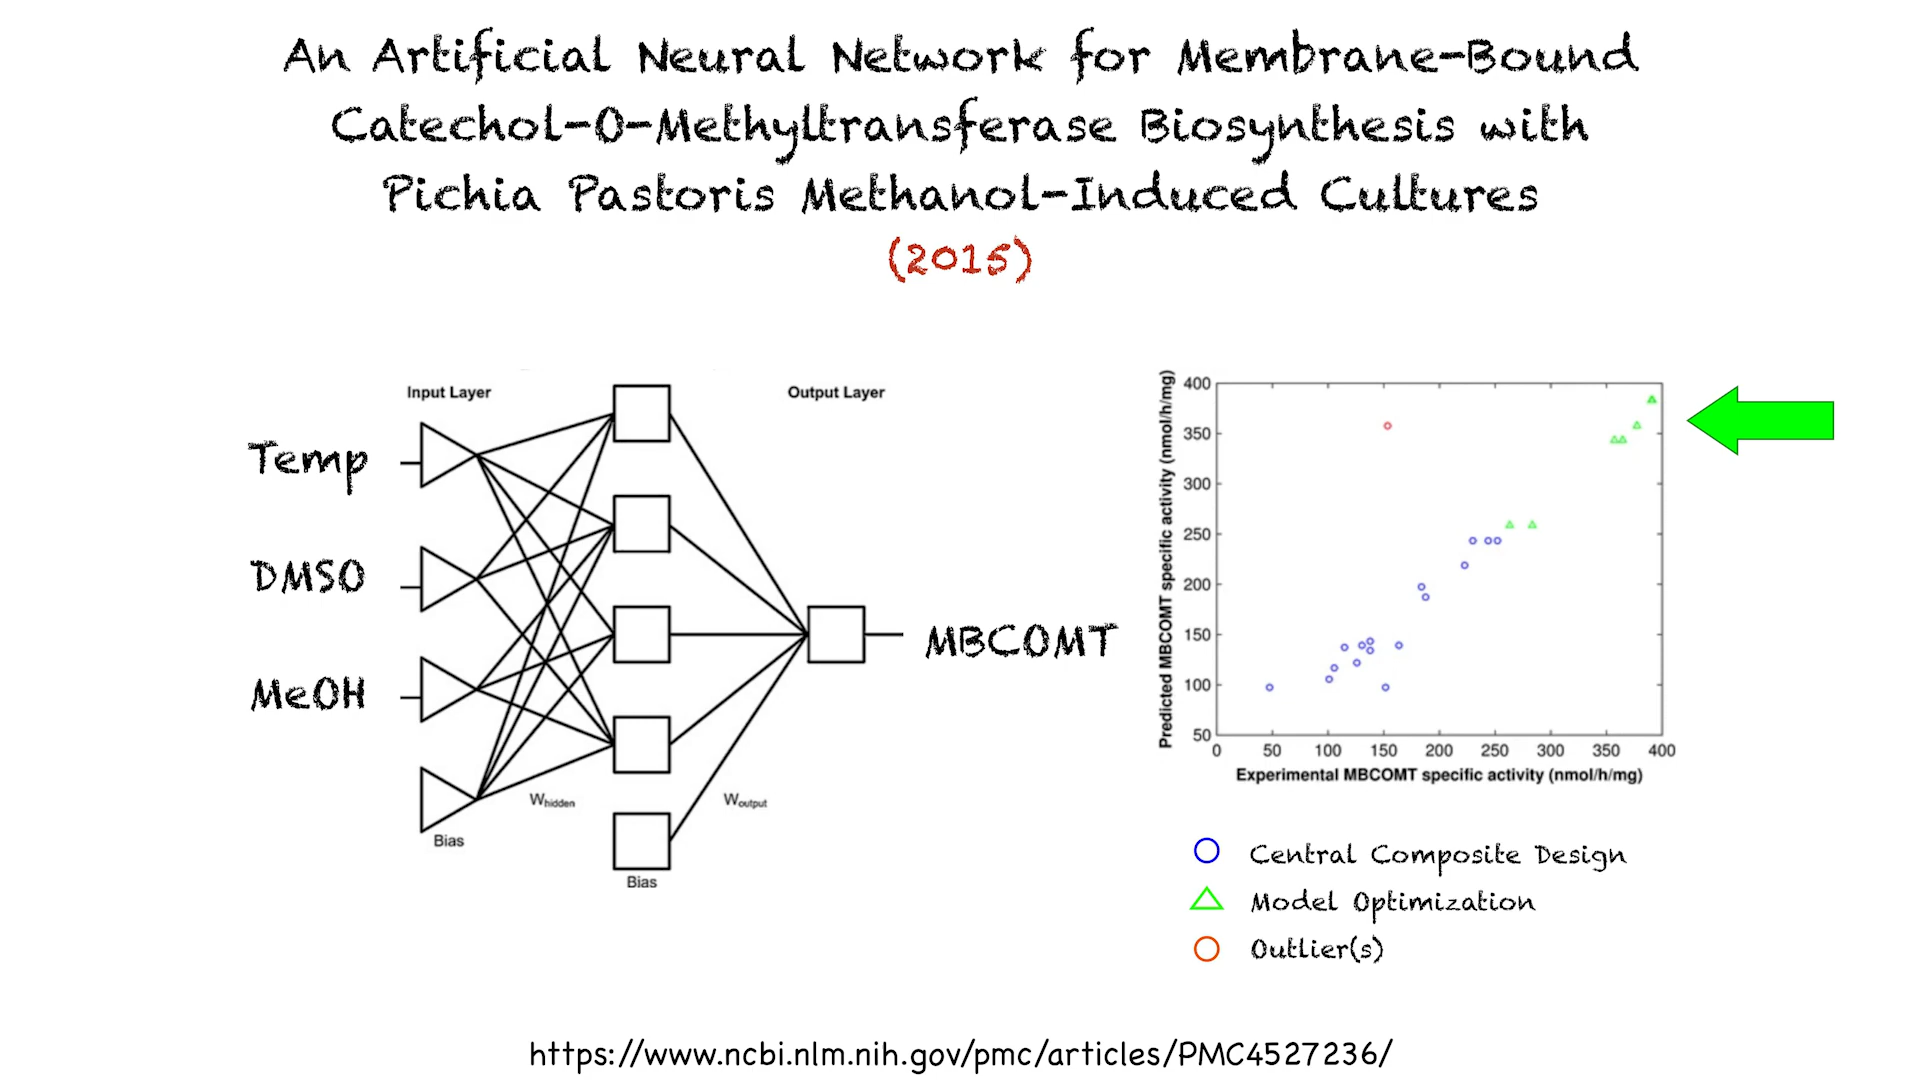 An Artificial Neural Network for Membrane-Bound
Catechol-O-Methyltransferase Biosynthesis with
Pichia Pastoris Methanol-Induced Cultures
(2015)
Input Layer
Output Layer
Temp
DMSO
MeOH
Bias
Whidden
Woutput
Bias
MBCOMT
Predicted MBCOMT specific activity (nmol/h/mg)
400
350
300
250
200
150
100
50
0 50 100 150 200 250 300 350 400
Experimental MBCOMT specific activity (nmol/h/mg)
Central Composite Design
Model Optimization
Outlier(s)
https://www.ncbi.nlm.nih.gov/pmc/articles/PMC4527236/